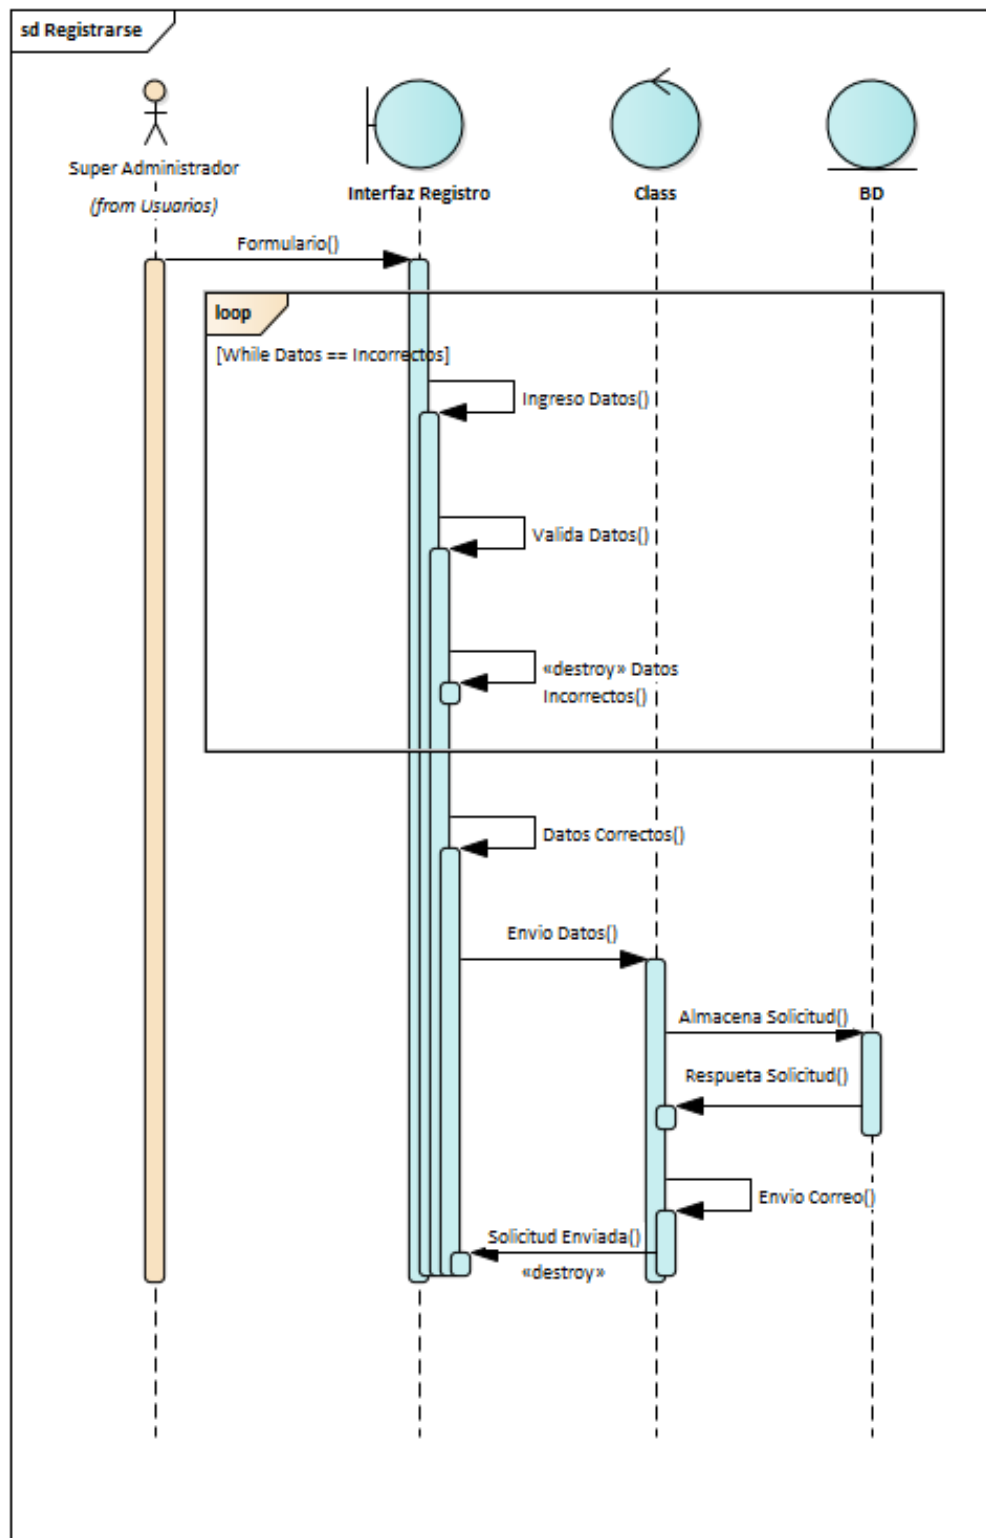 sd Registrarse
Super Administrador
(from Usuarios)
Interfaz Registro
Class
BD
Formulario()
loop
[While Datos == Incorrectos]
Ingreso Datos()
Valida Datos()
«destroy» Datos
Incorrectos()
Datos Correctos()
Envio Datos()
Almacena Solicitud()
Respueta Solicitud()
Envio Correo()
Solicitud Enviada()
«destroy»